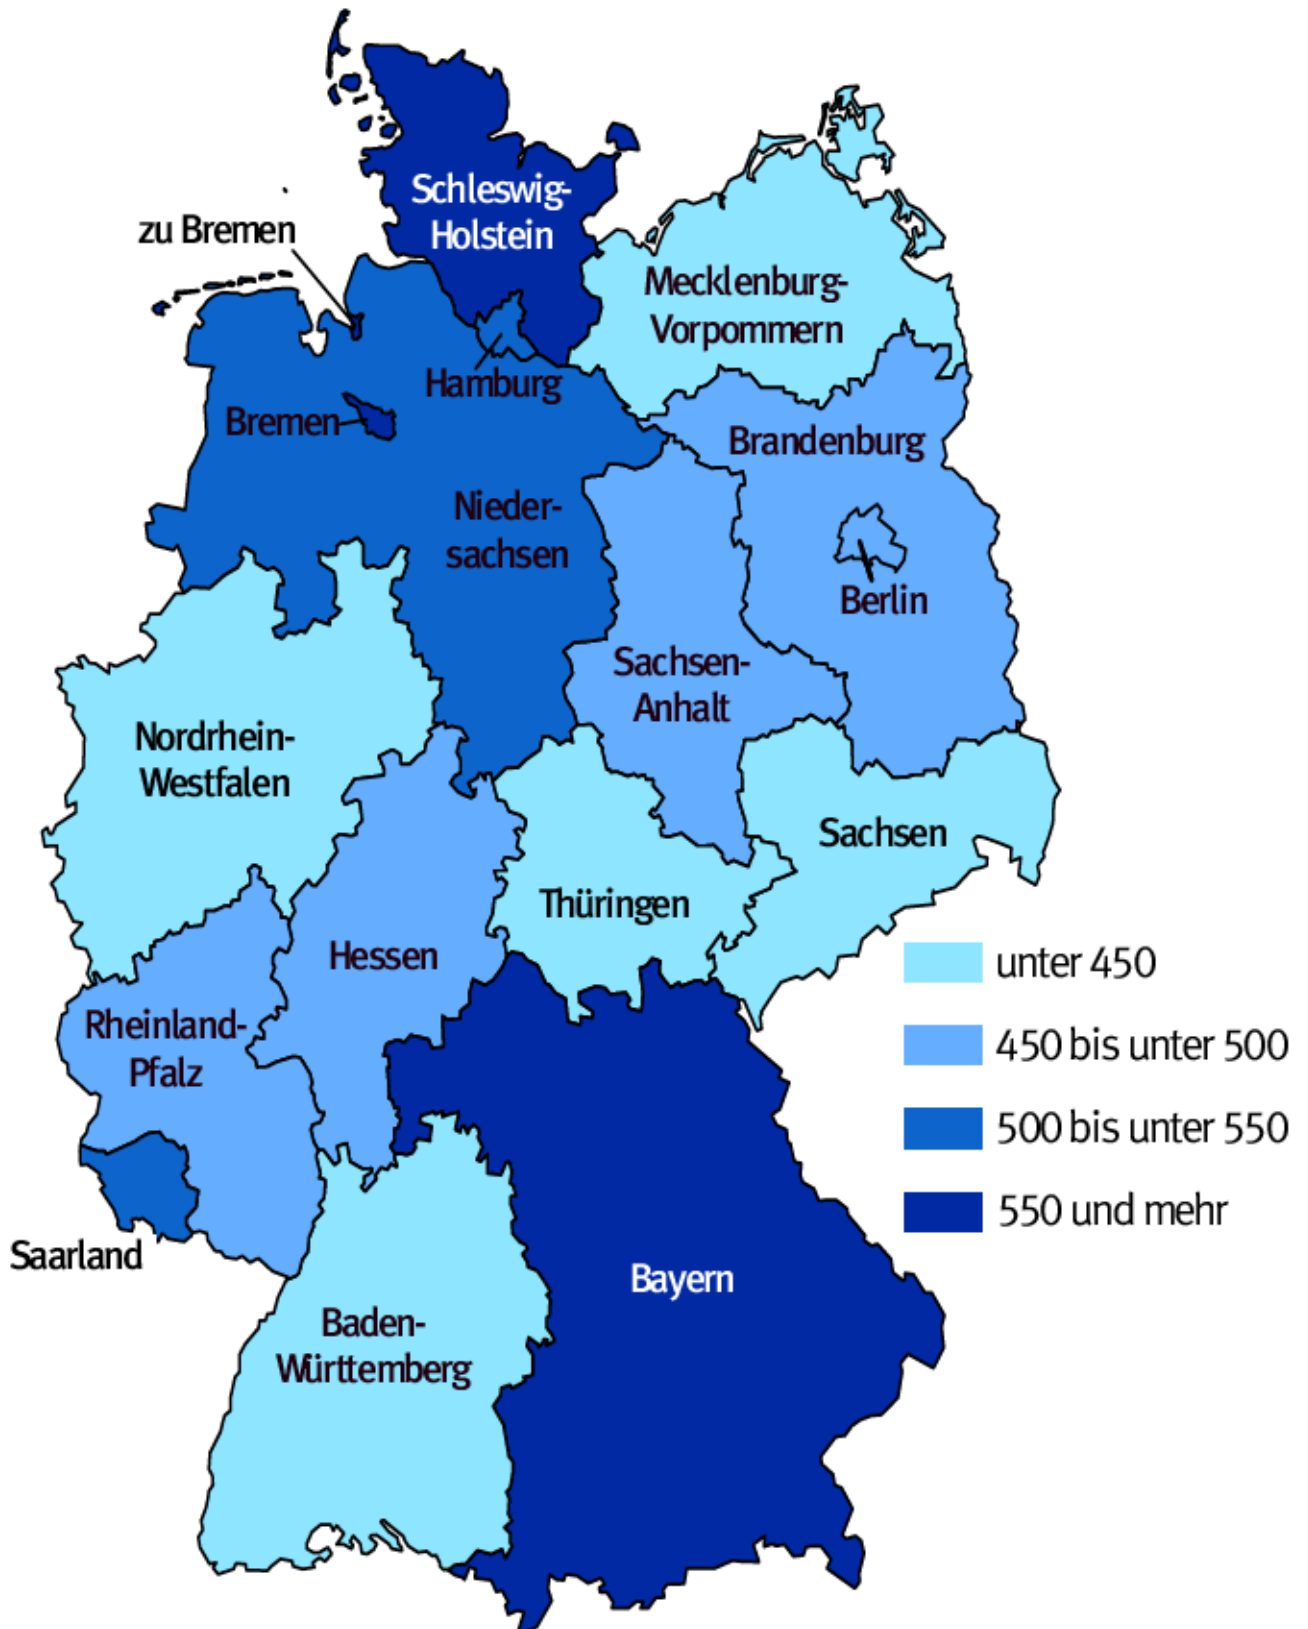 Schleswig-
Holstein
zu Bremen
Mecklenburg-
Vorpommern
Hamburg
Bremen
Brandenburg
Nieder-
sachsen
Berlin
Sachsen-
Anhalt
Nordrhein-
Westfalen
Sachsen
Thüringen
Hessen
unter 450
Rheinland-
Pfalz
450 bis unter 500
500 bis unter 550
550 und mehr
Saarland
Bayern
Baden-
Württemberg